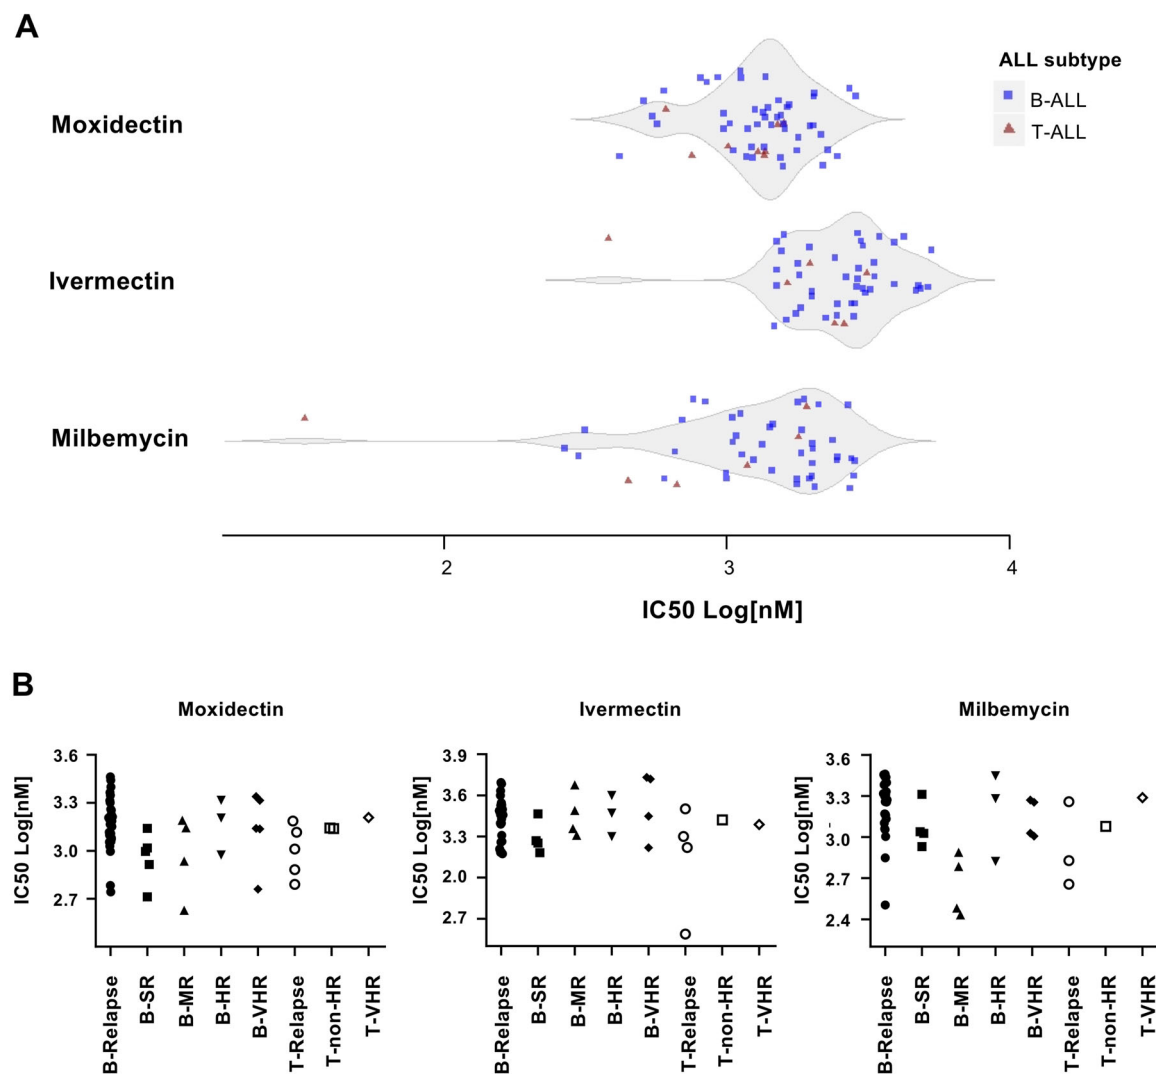 A
ALL subtype
B-ALL
T-ALL
Moxidectin
Ivermectin
Milbemycin
2 3 4
IC50 Log[nM]
B
Moxidectin Ivermectin Milbemycin
IC50 Log[nM]
3.6
3.3
3.0
2.7
B-Relapse
B-SR
B-MR
B-HR
B-VHR
T-Relapse
T-non-HR
T-VHR
IC50 Log[nM]
3.9
3.6
3.3
2.0
2.7
B-Relapse
B-SR
B-MR
B-HR
B-VHR
T-Relapse
T-non-HR
T-VHR
IC50 Log[nM]
3.6
3.3
3.0
2.7
2.4
B-Relapse
B-SR
B-MR
B-HR
B-VHR
T-Relapse
T-non-HR
T-VHR